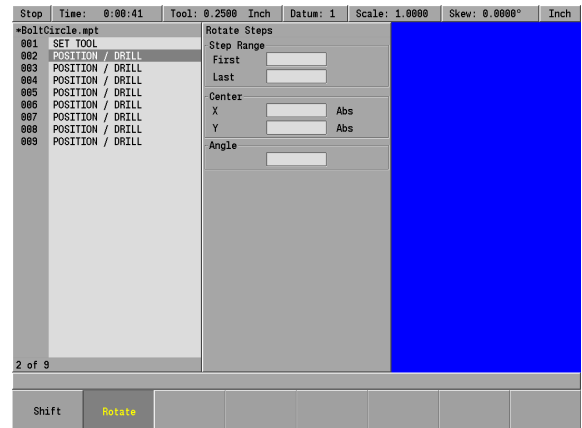 Stop Time: 0:00:41 Tool: 0.2500 Inch Datum: 1 Scale: 1.0000 Skew: 0.0000° Inch
*BoltCircle.mpt
001 SET TOOL
002 POSITION / DRILL
003 POSITION / DRILL
004 POSITION / DRILL
005 POSITION / DRILL
006 POSITION / DRILL
007 POSITION / DRILL
008 POSITION / DRILL
009 POSITION / DRILL
2 of 9
Rotate Steps
Step Range
First
Last
Center
X Abs
Y Abs
Angle
Shift Rotate